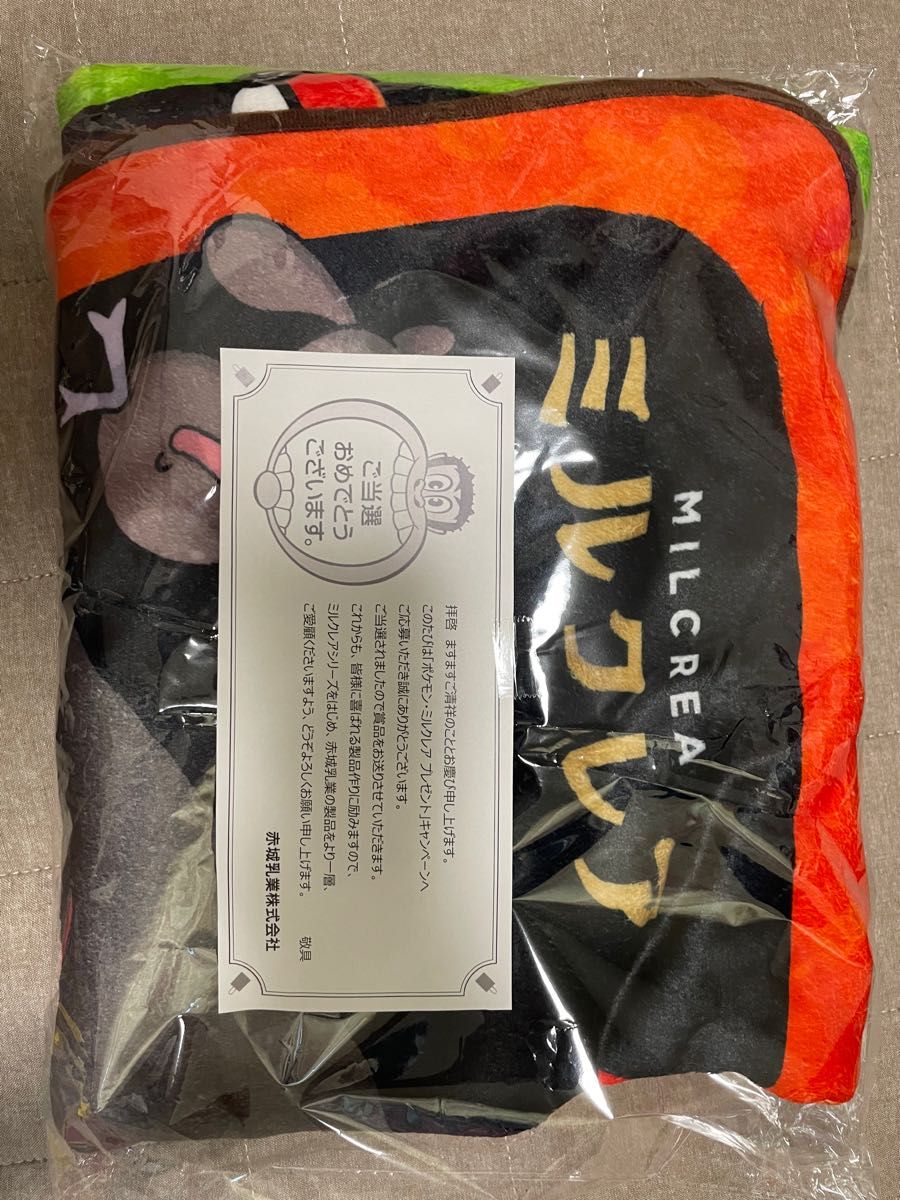 ミルクレア
MILCREA
ご当選
おめでとう
ございます。
拝啓 ますますご清祥のこととお慶び申し上げます。
このたびは「ポケモン・ミルクレア プレゼント」キャンペーンへ
ご応募いただき誠にありがとうございます。
ご当選されましたので賞品をお送りさせていただきます。
これからも、皆様に喜ばれる製品作りに励みますので、
ミルクレアシリーズをはじめ、赤城乳業の製品をより一層、
ご愛顧くださいますよう、どうぞよろしくお願い申し上げます。
敬具
赤城乳業株式会社